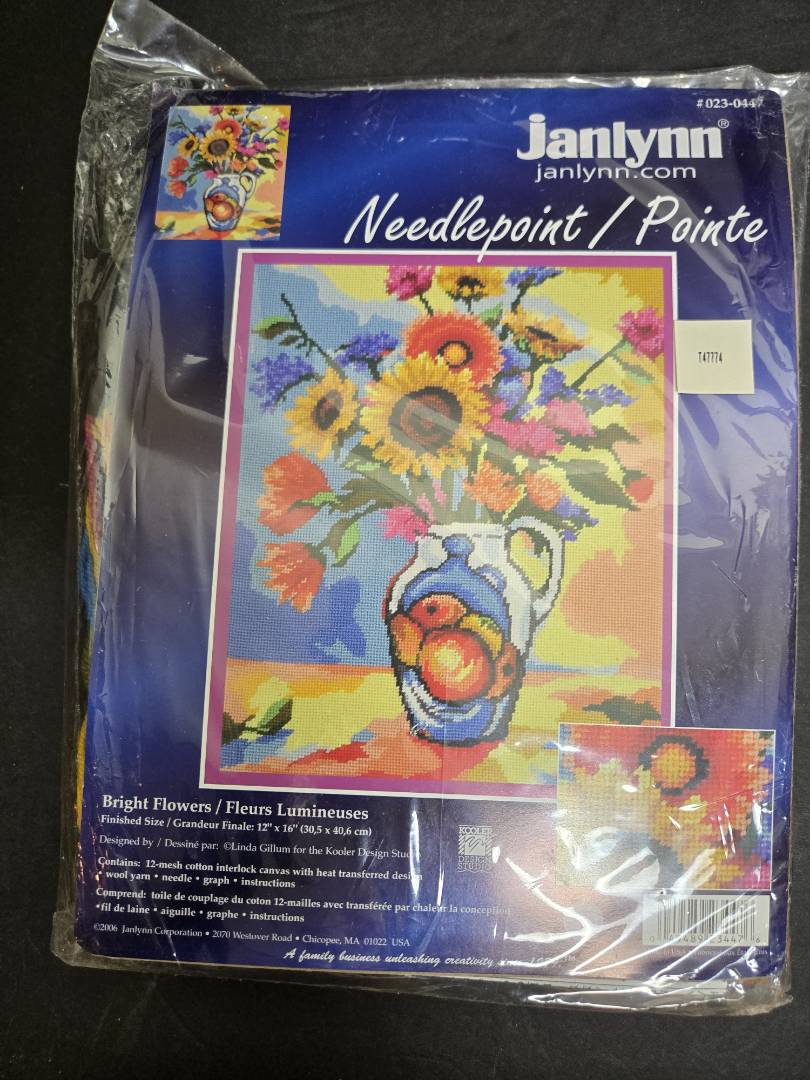 #023-0447
janlynn®
janlynn.com
Needlepoint / Pointe
T47774
Bright Flowers / Fleurs Lumineuses
Finished Size / Grandeur Finale: 12" x 16" (30,5 x 40,6 cm)
Designed by / Dessiné par: ©Linda Gillum for the Kooler Design Studio
KOOLER
DESIGN
STUDIO
Contains: 12-mesh cotton interlock canvas with heat transferred design
• wool yarn • needle • graph • instructions
Comprend: toile de couplage du coton 12-mailles avec transférée par chaleur la conception
•fil de laine • aiguille • graphe • instructions
©2006 Janlynn Corporation • 2070 Westover Road • Chicopee, MA 01022 USA
A family business unleashing creativity